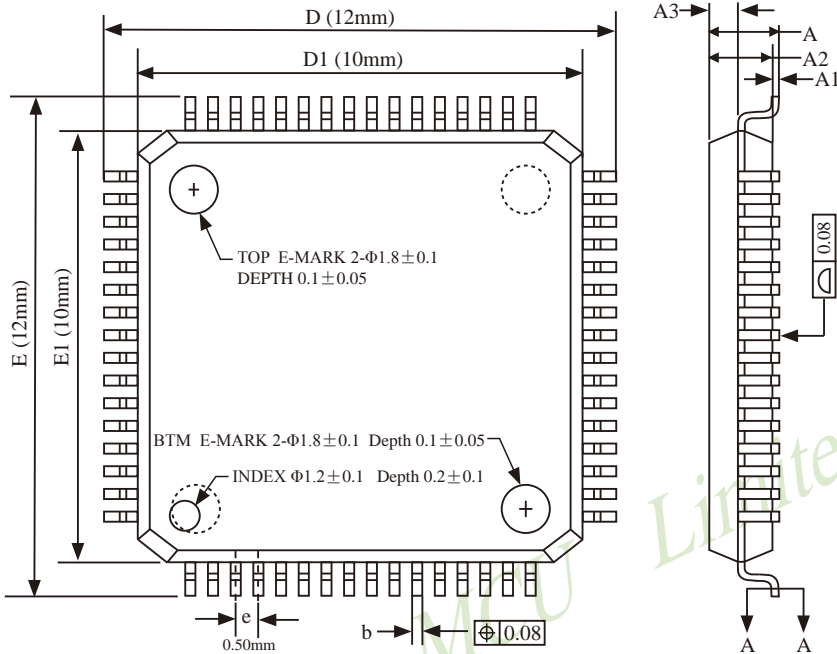 D (12mm)
D1 (10mm)
A3
A
A2
A1
E (12mm)
E1 (10mm)
TOP E-MARK 2-Φ1.8±0.1
DEPTH 0.1±0.05
0.08
BTM E-MARK 2-Φ1.8±0.1 Depth 0.1±0.05
INDEX Φ1.2±0.1 Depth 0.2±0.1
e
0.50mm
b
0.08
A A
MCU Limite